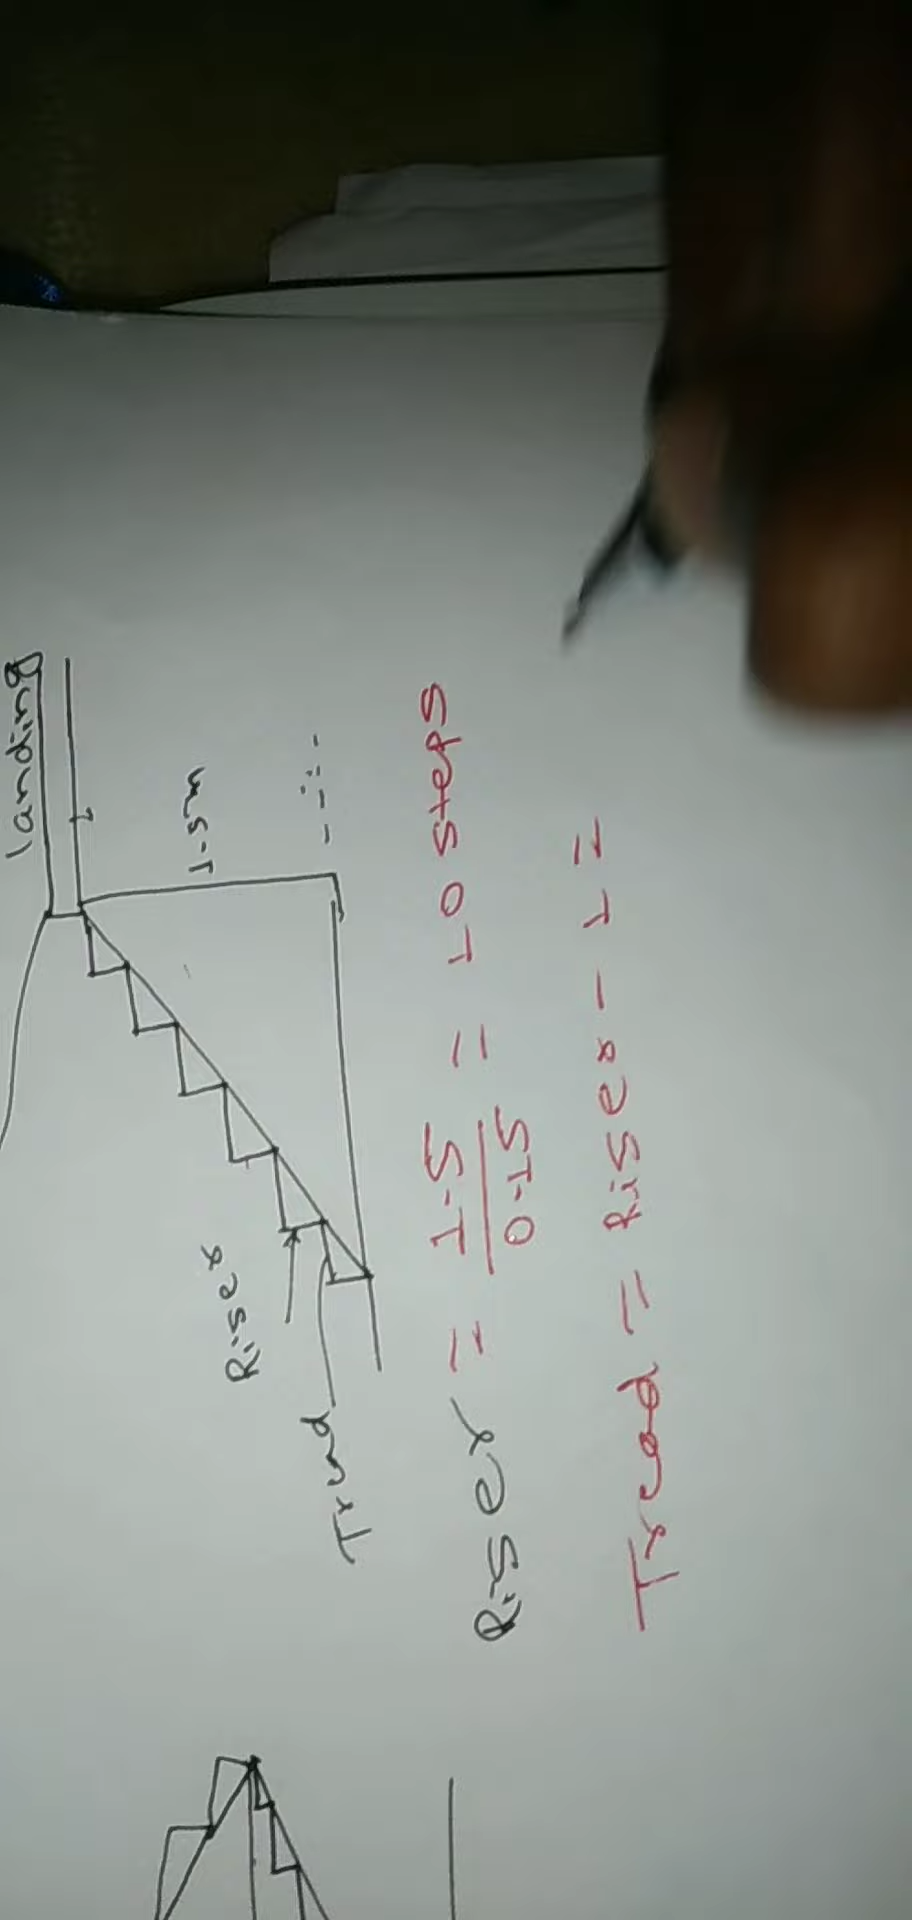 landing
1.5m
Riser
Tread
Riser = 1.5 / 0.15 = 10 steps
Tread = Riser - 1 =